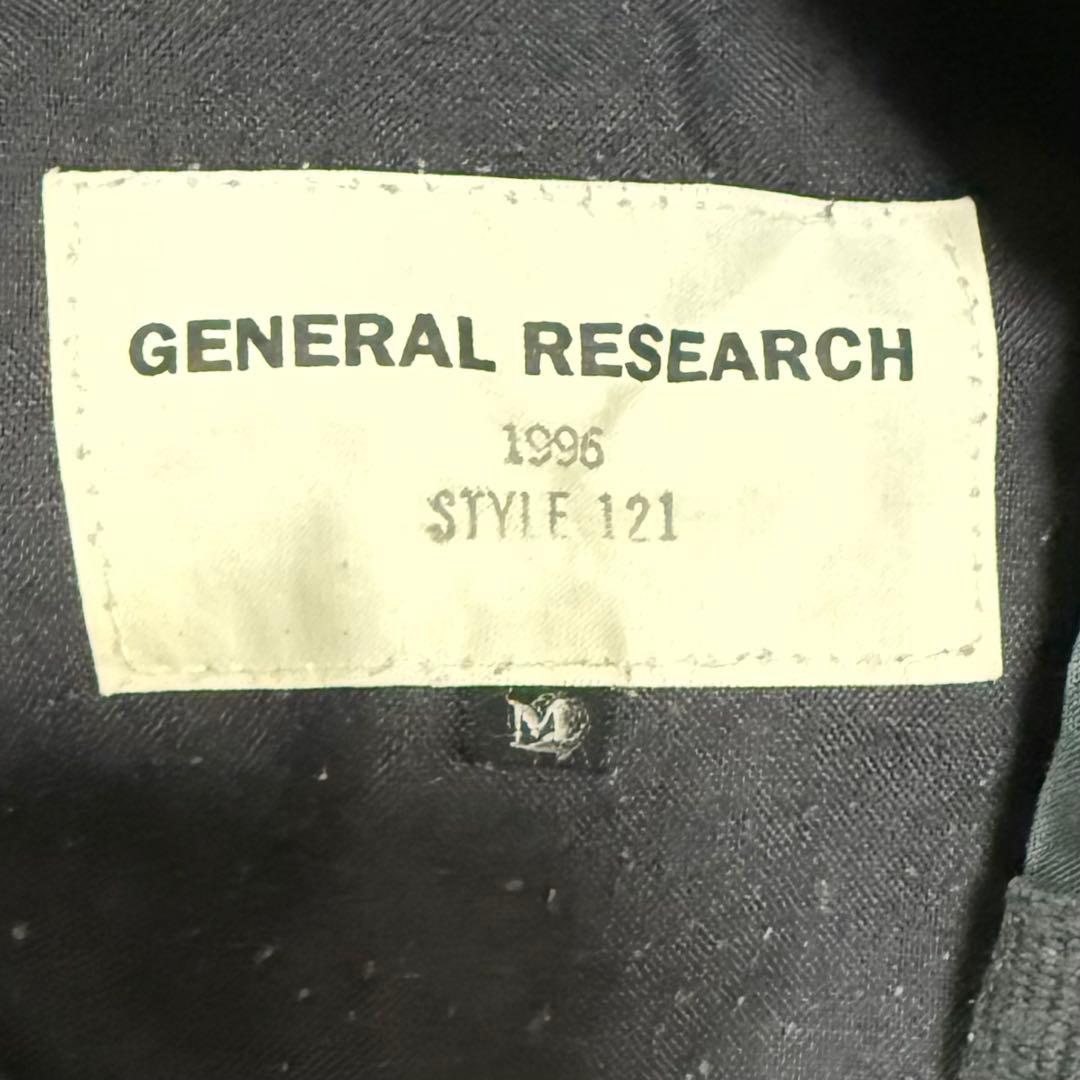 GENERAL RESEARCH
1996
STYLE 121
M